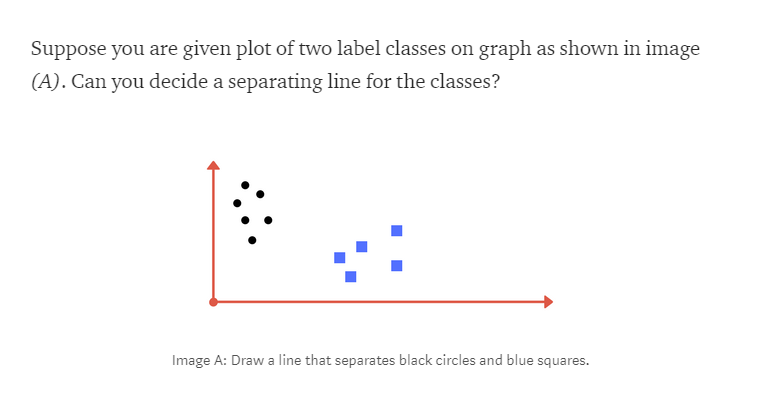 Suppose you are given plot of two label classes on graph as shown in image
(A). Can you decide a separating line for the classes?
Image A: Draw a line that separates black circles and blue squares.